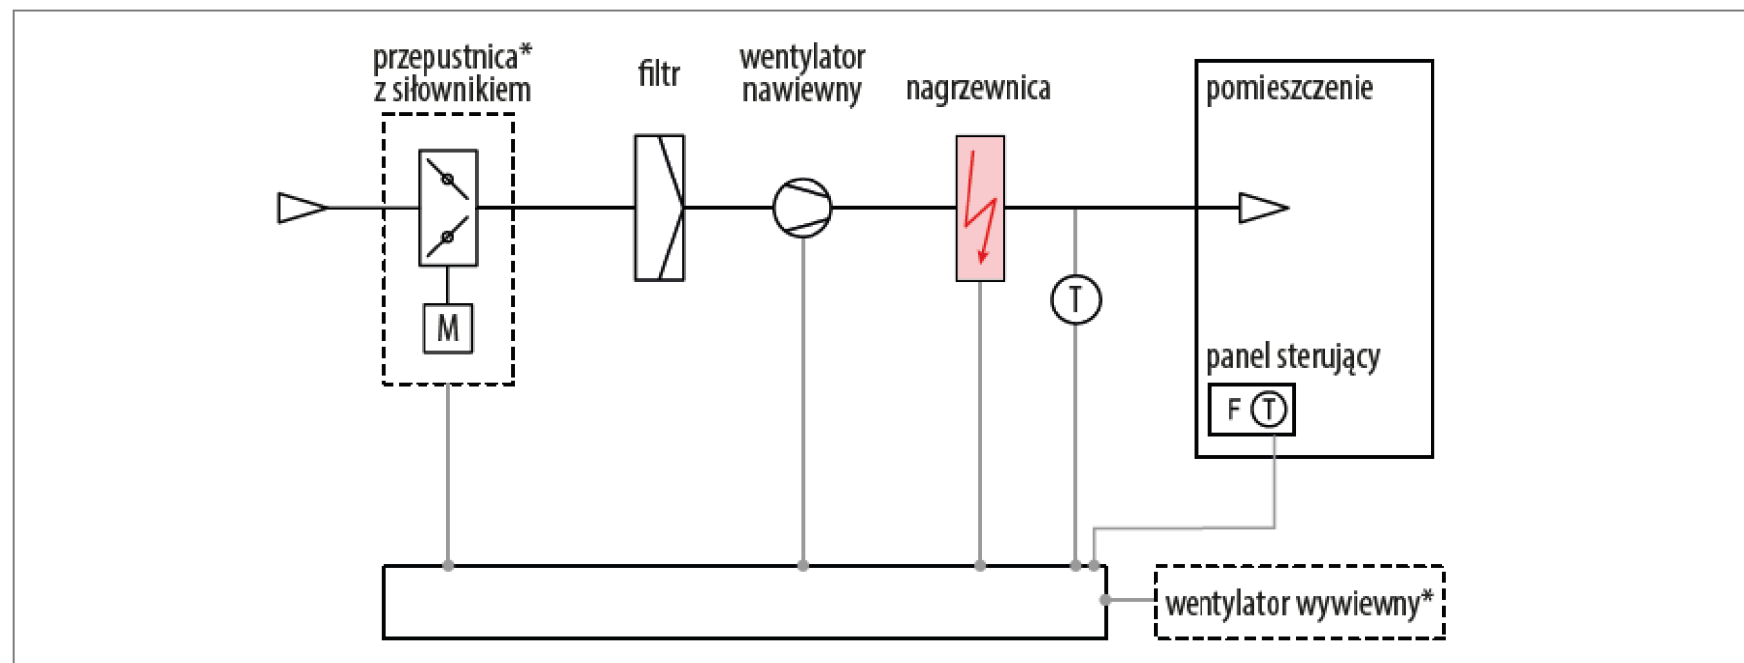 przepustnica*
z siłownikiem
filtr
wentylator
nawiewny
nagrzewnica
pomieszczenie
M
T
panel sterujący
F T
wentylator wywiewny*